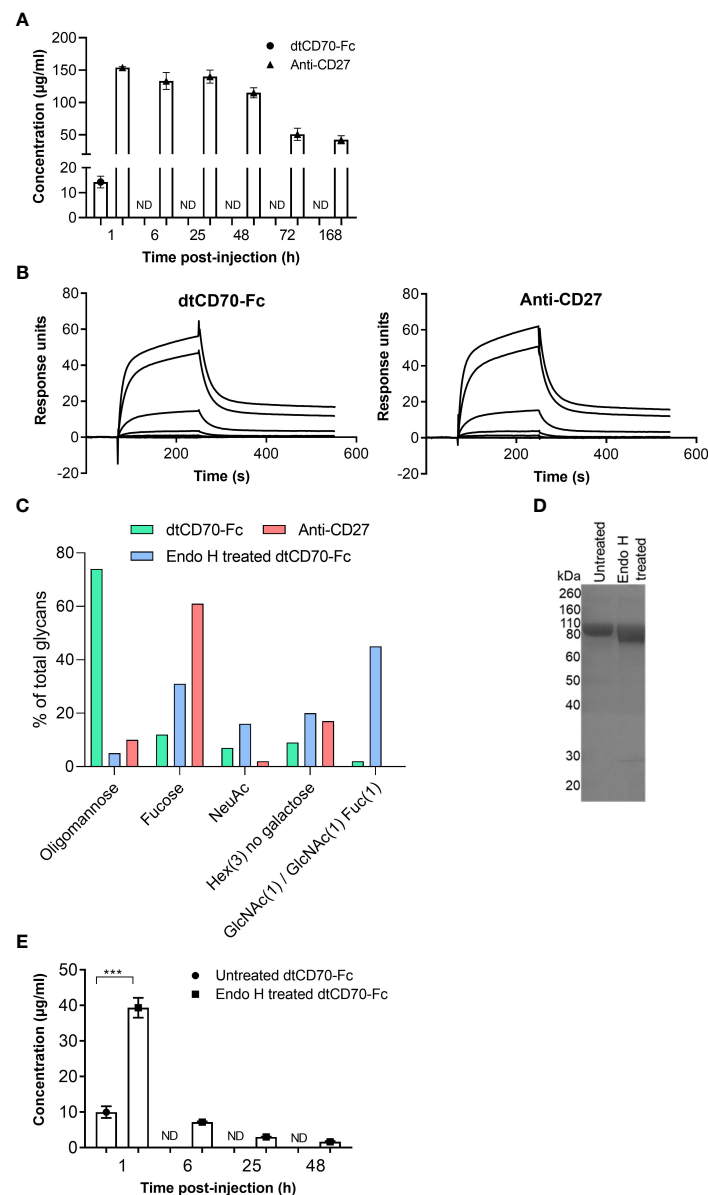 A
Concentration (µg/ml)
200
150
100
50
20
10
0
dtCD70-Fc
Anti-CD27
ND
ND
ND
ND
ND
1
6
25
48
72
168
Time post-injection (h)
B
dtCD70-Fc
Response units
80
60
40
20
0
-20
200
400
600
Time (s)
Anti-CD27
Response units
80
60
40
20
0
-20
200
400
600
Time (s)
C
dtCD70-Fc
Anti-CD27
Endo H treated dtCD70-Fc
% of total glycans
80
60
40
20
0
Oligomannose
Fucose
NeuAc
Hex(3) no galactose
GlcNAc(1) / GlcNAc(1) Fuc(1)
D
Untreated
Endo H
treated
kDa
260
160
110
80
60
50
40
30
20
E
Concentration (µg/ml)
50
40
30
20
10
0
***
Untreated dtCD70-Fc
Endo H treated dtCD70-Fc
ND
ND
ND
1
6
25
48
Time post-injection (h)